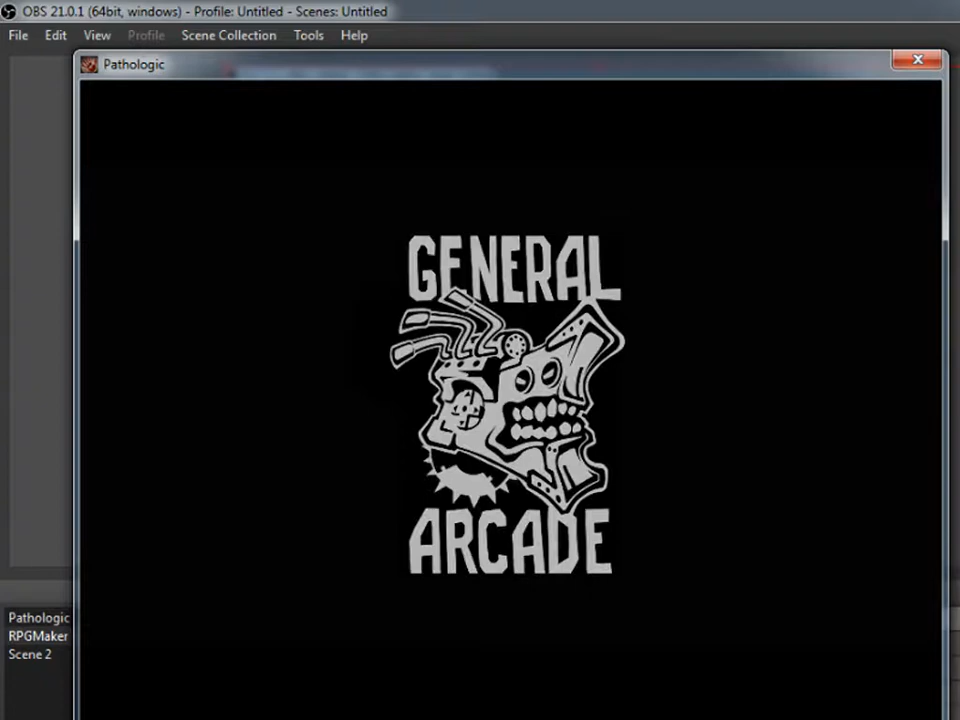 OBS 21.0.1 (64bit, windows) - Profile: Untitled - Scenes: Untitled
File Edit View Profile Scene Collection Tools Help
Pathologic
GENERAL
ARCADE
Pathologic
RPGMaker
Scene 2